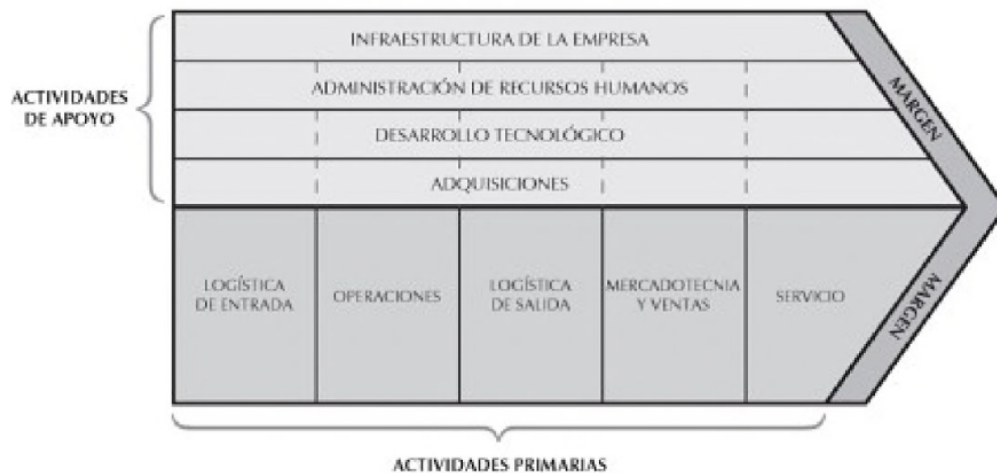 INFRAESTRUCTURA DE LA EMPRESA
ADMINISTRACIÓN DE RECURSOS HUMANOS
ACTIVIDADES
DE APOYO
DESARROLLO TECNOLÓGICO
ADQUISICIONES
MARGEN
LOGÍSTICA
DE ENTRADA
OPERACIONES
LOGÍSTICA
DE SALIDA
MERCADOTECNIA
Y VENTAS
SERVICIO
MARGEN
ACTIVIDADES PRIMARIAS